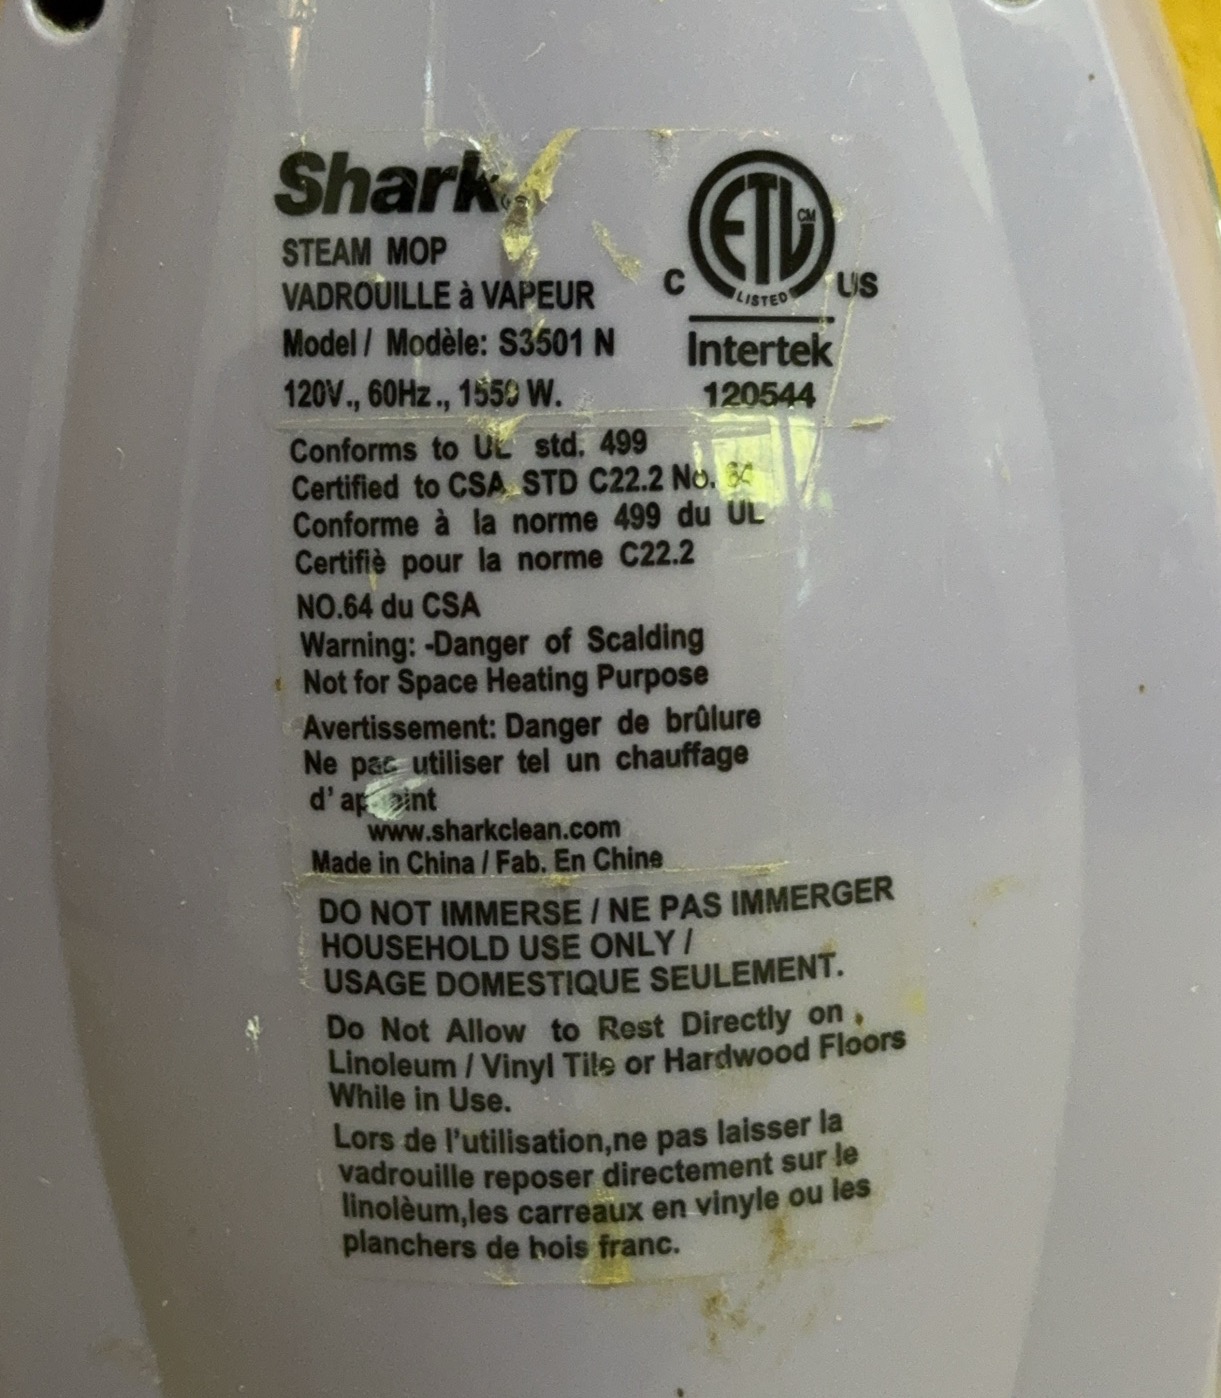 Shark
STEAM MOP
VADROUILLE à VAPEUR
Model / Modèle: S3501 N
120V., 60Hz., 1550 W.
ETL CM
LISTED
C US
Intertek
120544
Conforms to UL std. 499
Certified to CSA STD C22.2 No.
Conforme à la norme 499 du UL
Certifiè pour la norme C22.2
NO.64 du CSA
Warning: -Danger of Scalding
Not for Space Heating Purpose
Avertissement: Danger de brûlure
Ne pas utiliser tel un chauffage
d'
www.sharkclean.com
Made in China / Fab. En Chine
DO NOT IMMERSE / NE PAS IMMERGER
HOUSEHOLD USE ONLY /
USAGE DOMESTIQUE SEULEMENT.
Do Not Allow to Rest Directly on
Linoleum / Vinyl Tile or Hardwood Floors
While in Use.
Lors de l'utilisation,ne pas laisser la
vadrouille reposer directement sur le
linolèum,les carreaux en vinyle ou les
planchers de bois franc.